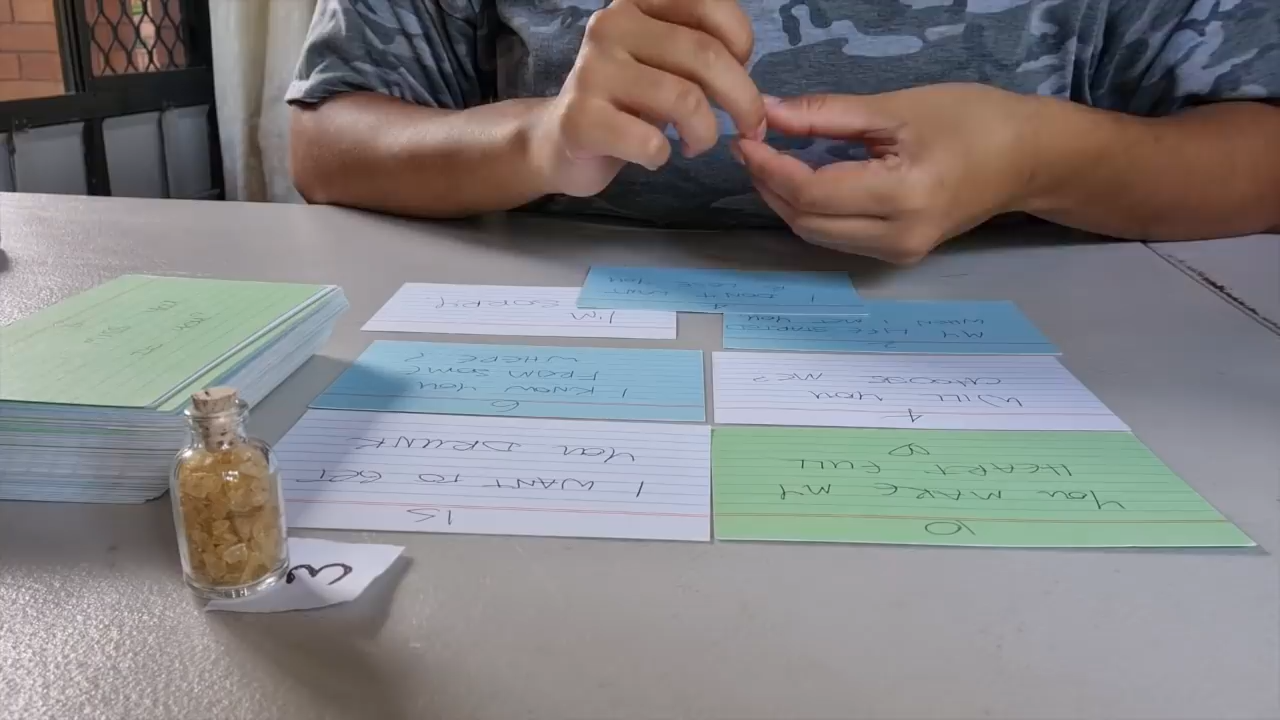 I DON'T WANT
TO LOSE YOU
I'M
SORRY
2
MY LIFE STARTED
WHEN I MET YOU
6
I KNOW YOU
FROM SOME
WHERE?
4
WILL YOU
CHOOSE ME?
15
I WANT TO GET
YOU DRUNK
10
YOU MAKE MY
HEART FULL
♡
3